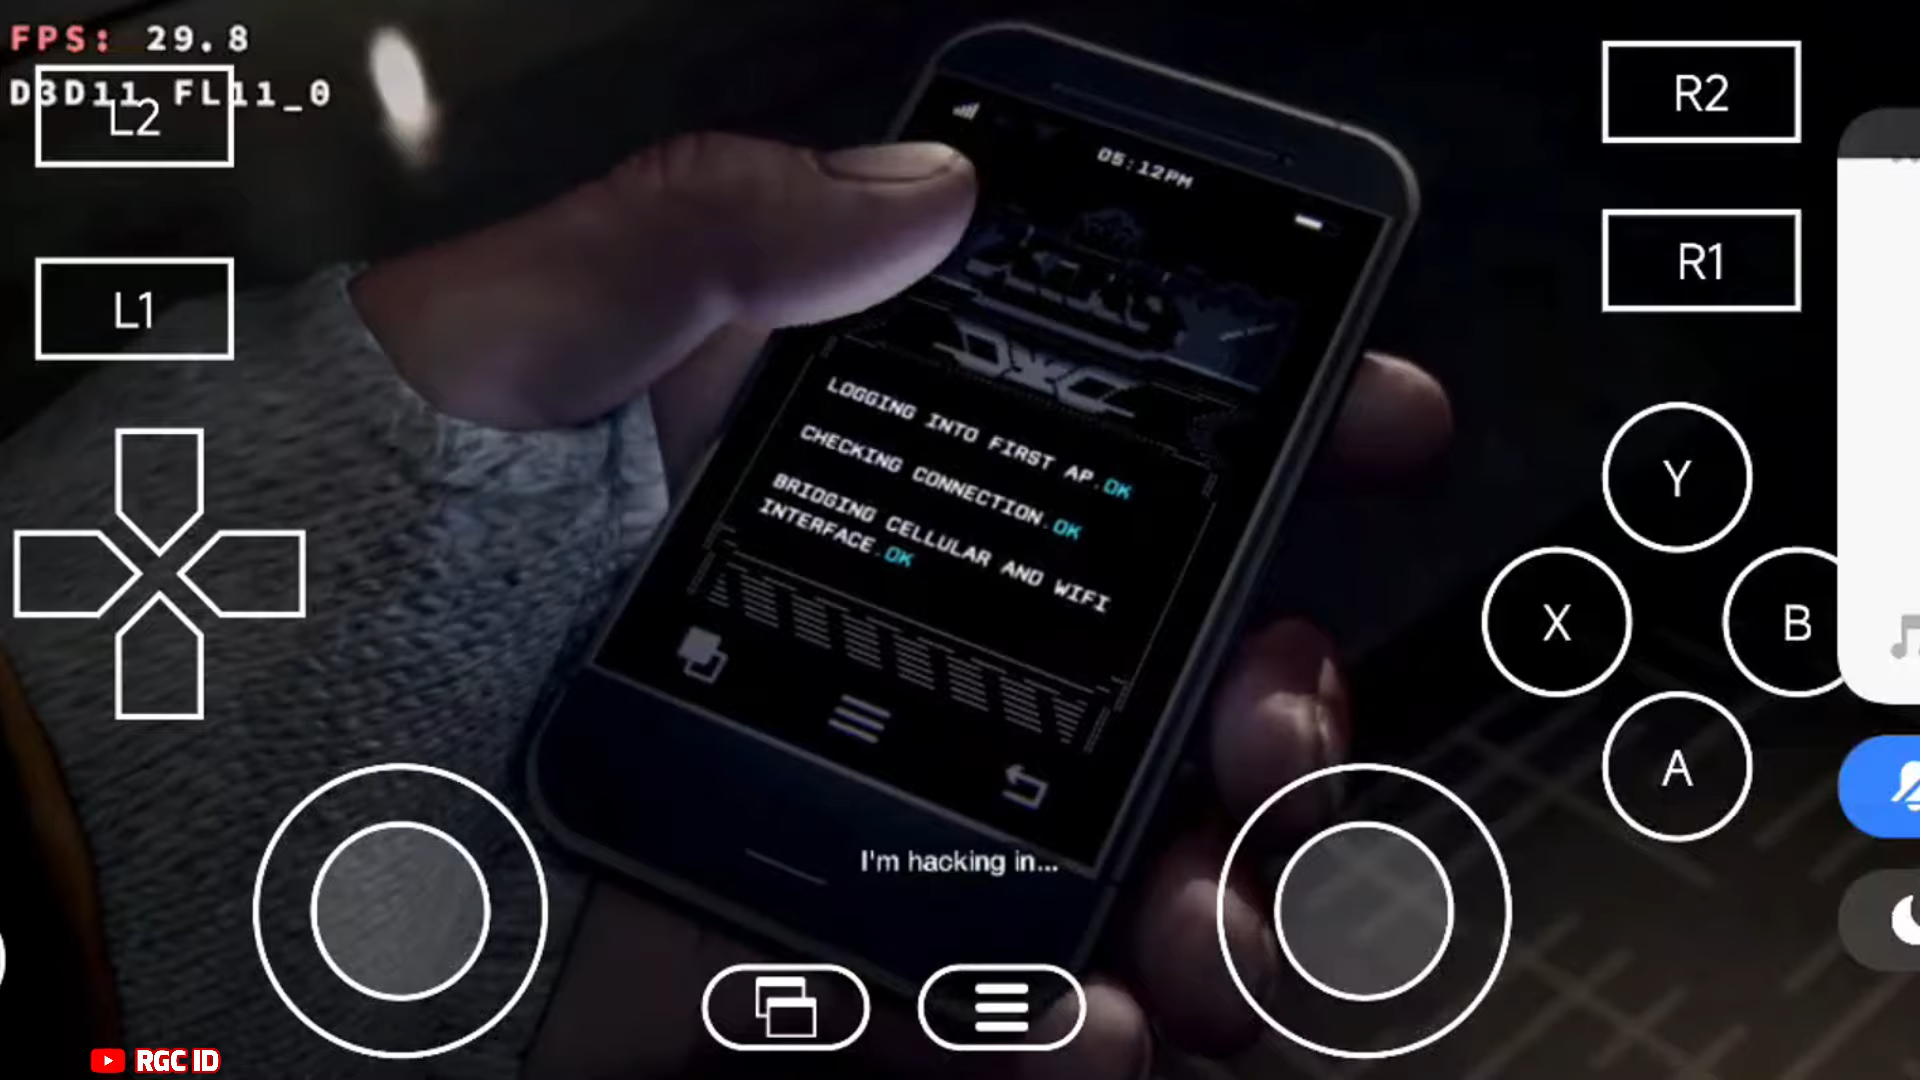 FPS: 29.8
D3D11 FL11_0
L2
R2
L1
R1
05:12PM
LOGGING INTO FIRST AP.OK
CHECKING CONNECTION.OK
BRIDGING CELLULAR AND WIFI
INTERFACE.OK
Y
X
B
A
I'm hacking in...
RGC ID